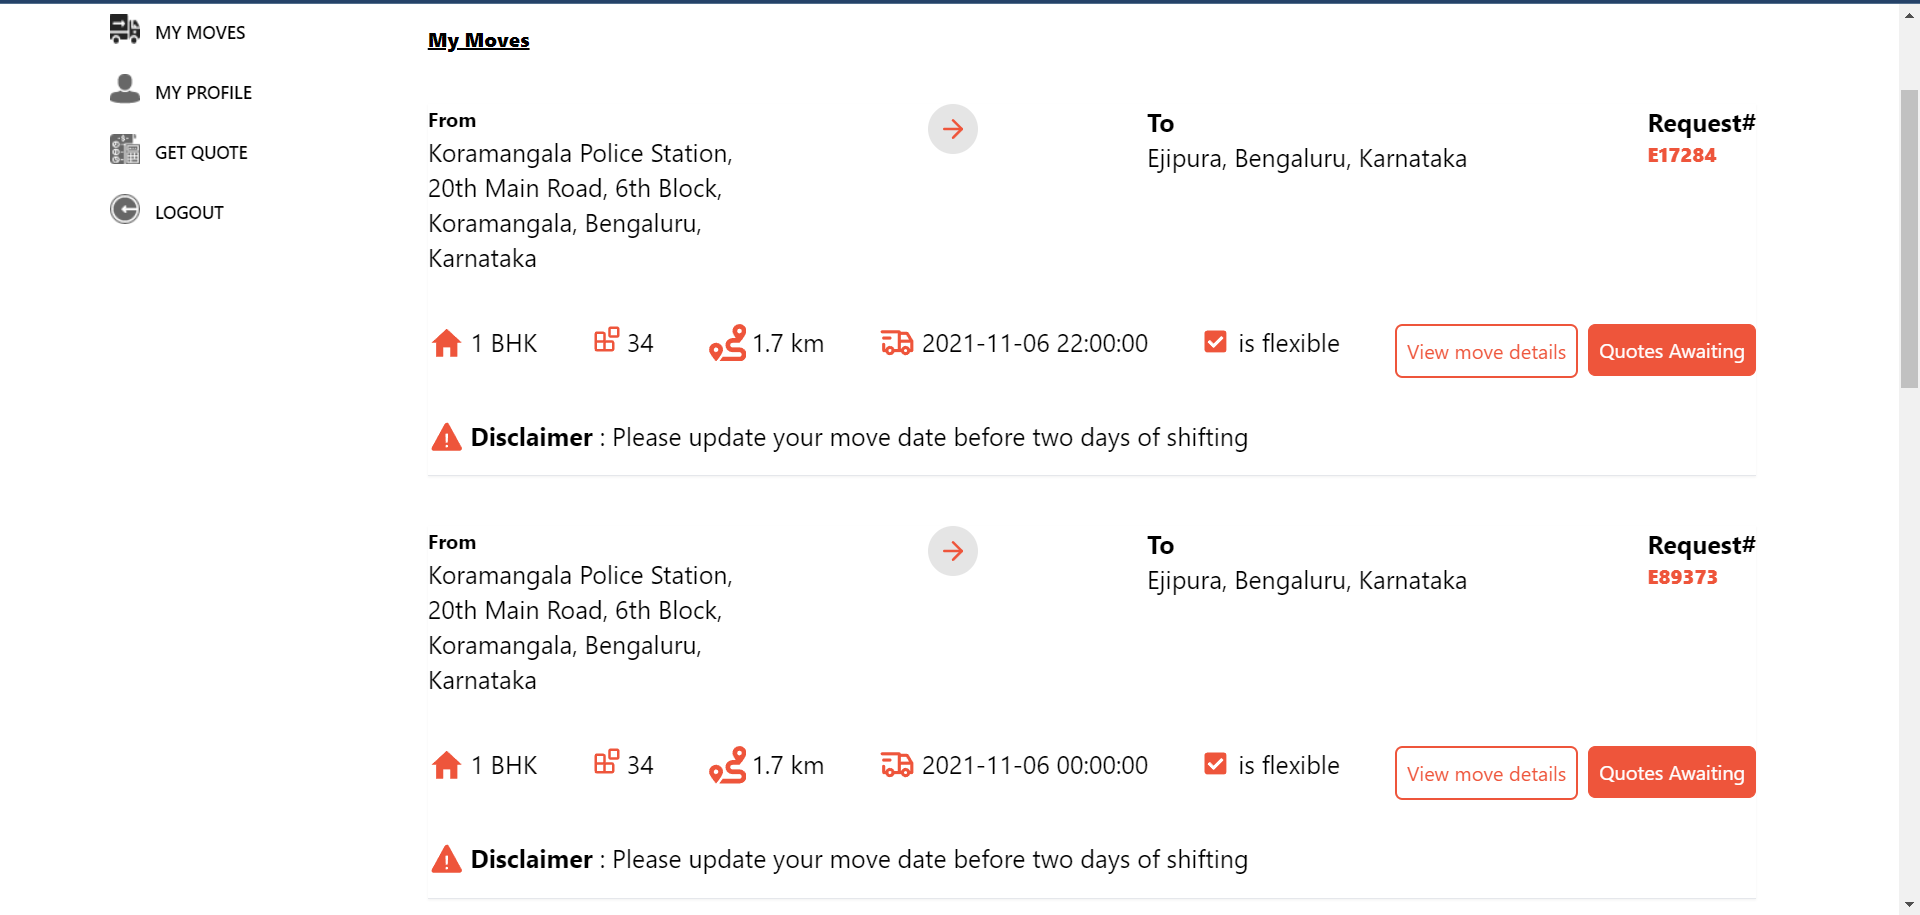 MY MOVES
MY PROFILE
GET QUOTE
LOGOUT
My Moves
From
Koramangala Police Station,
20th Main Road, 6th Block,
Koramangala, Bengaluru,
Karnataka
To
Ejipura, Bengaluru, Karnataka
Request#
E17284
1 BHK 34 1.7 km 2021-11-06 22:00:00 is flexible View move details Quotes Awaiting
Disclaimer : Please update your move date before two days of shifting
From
Koramangala Police Station,
20th Main Road, 6th Block,
Koramangala, Bengaluru,
Karnataka
To
Ejipura, Bengaluru, Karnataka
Request#
E89373
1 BHK 34 1.7 km 2021-11-06 00:00:00 is flexible View move details Quotes Awaiting
Disclaimer : Please update your move date before two days of shifting